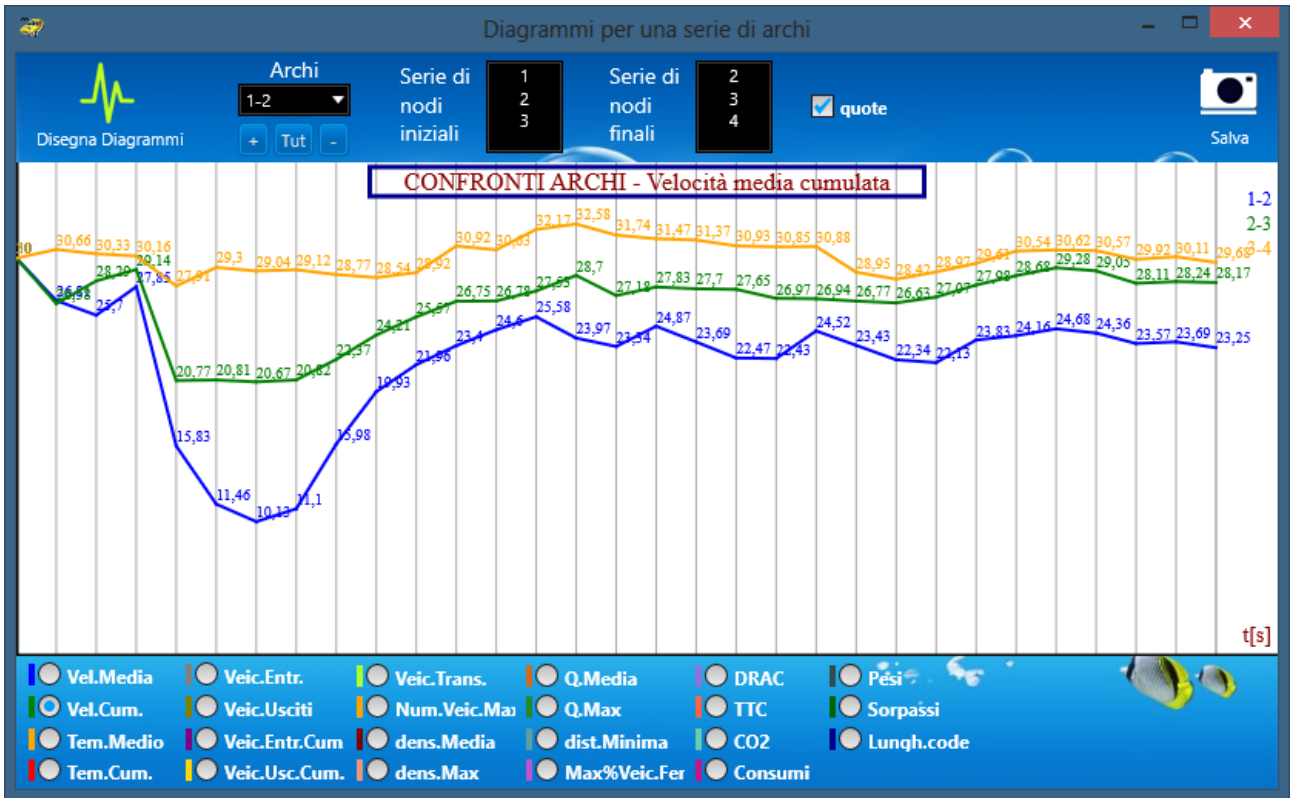 Diagrammi per una serie di archi
Disegna Diagrammi
Archi
1-2
+ Tut -
Serie di
nodi
iniziali
1
2
3
Serie di
nodi
finali
2
3
4
quote
Salva
CONFRONTI ARCHI - Velocità media cumulata
1-2
2-3
3-4
30
30,66 30,33 30,16 27,91 29,3 29,04 29,12 28,77 28,54 28,92 30,92 30,63 32,17 32,58 31,74 31,47 31,37 30,93 30,85 30,88 28,95 28,42 28,97 29,61 30,54 30,62 30,57 29,92 30,11 29,68
28,29 29,14 20,77 20,81 20,67 20,82 22,37 24,21 25,57 26,75 26,78 27,55 28,7 27,18 27,83 27,7 27,65 26,97 26,94 26,77 26,63 27,07 27,98 28,68 29,28 29,05 28,11 28,24 28,17
25,7 27,85 15,83 11,46 10,13 11,1 15,98 19,93 21,96 23,4 24,6 25,58 23,97 23,34 24,87 23,69 22,47 22,43 24,52 23,43 22,34 22,13 23,83 24,16 24,68 24,36 23,57 23,69 23,25
t[s]
Vel.Media Veic.Entr. Veic.Trans. Q.Media DRAC Pesi
Vel.Cum. Veic.Usciti Num.Veic.Max Q.Max TTC Sorpassi
Tem.Medio Veic.Entr.Cum dens.Media dist.Minima CO2 Lungh.code
Tem.Cum. Veic.Usc.Cum. dens.Max Max%Veic.Fer Consumi